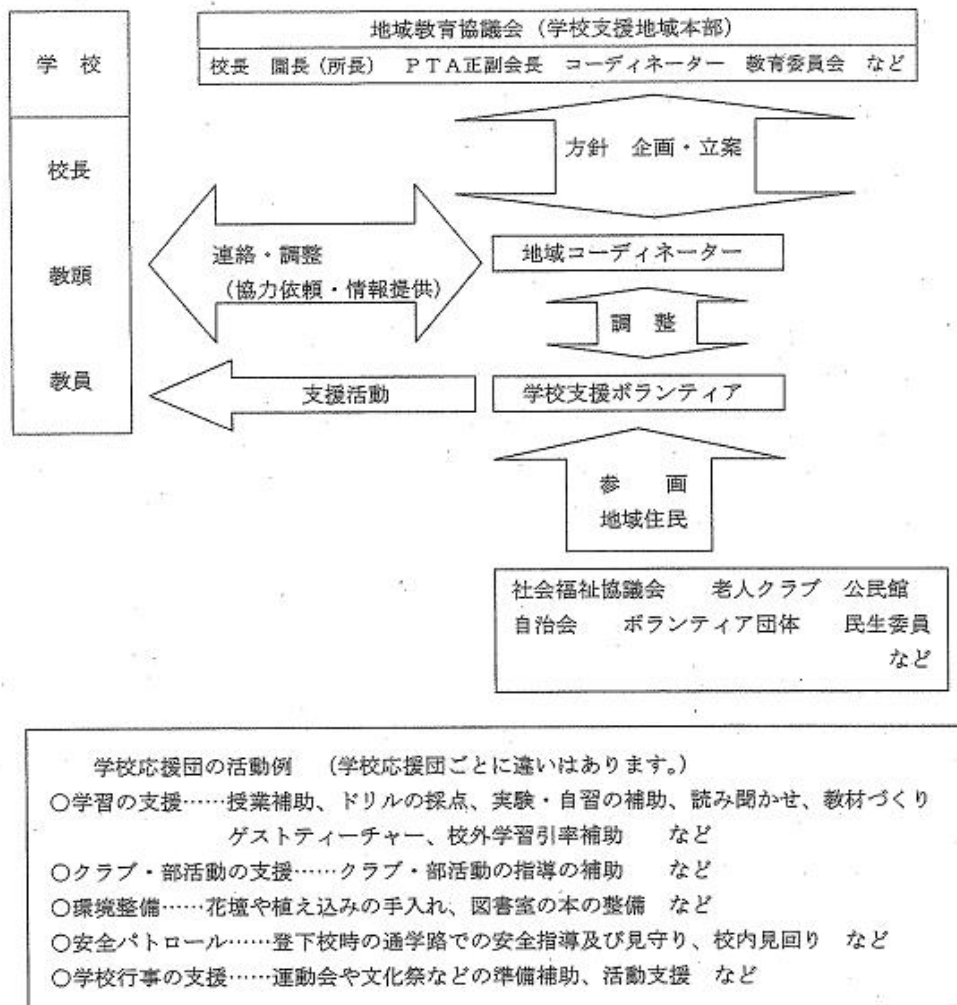 学　校
校長
教頭
教員
地域教育協議会（学校支援地域本部）
校長　園長（所長）　ＰＴＡ正副会長　コーディネーター　教育委員会　など
方針　企画・立案
連絡・調整
（協力依頼・情報提供）
地域コーディネーター
調　整
支援活動
学校支援ボランティア
参　　画
地域住民
社会福祉協議会　　老人クラブ　公民館
自治会　　ボランティア団体　　民生委員
など
学校応援団の活動例　（学校応援団ごとに違いはあります。）
○学習の支援……授業補助、ドリルの採点、実験・自習の補助、読み聞かせ、教材づくり
ゲストティーチャー、校外学習引率補助　　など
○クラブ・部活動の支援……クラブ・部活動の指導の補助　　など
○環境整備……花壇や植え込みの手入れ、図書室の本の整備　など
○安全パトロール……登下校時の通学路での安全指導及び見守り、校内見回り　など
○学校行事の支援……運動会や文化祭などの準備補助、活動支援　など